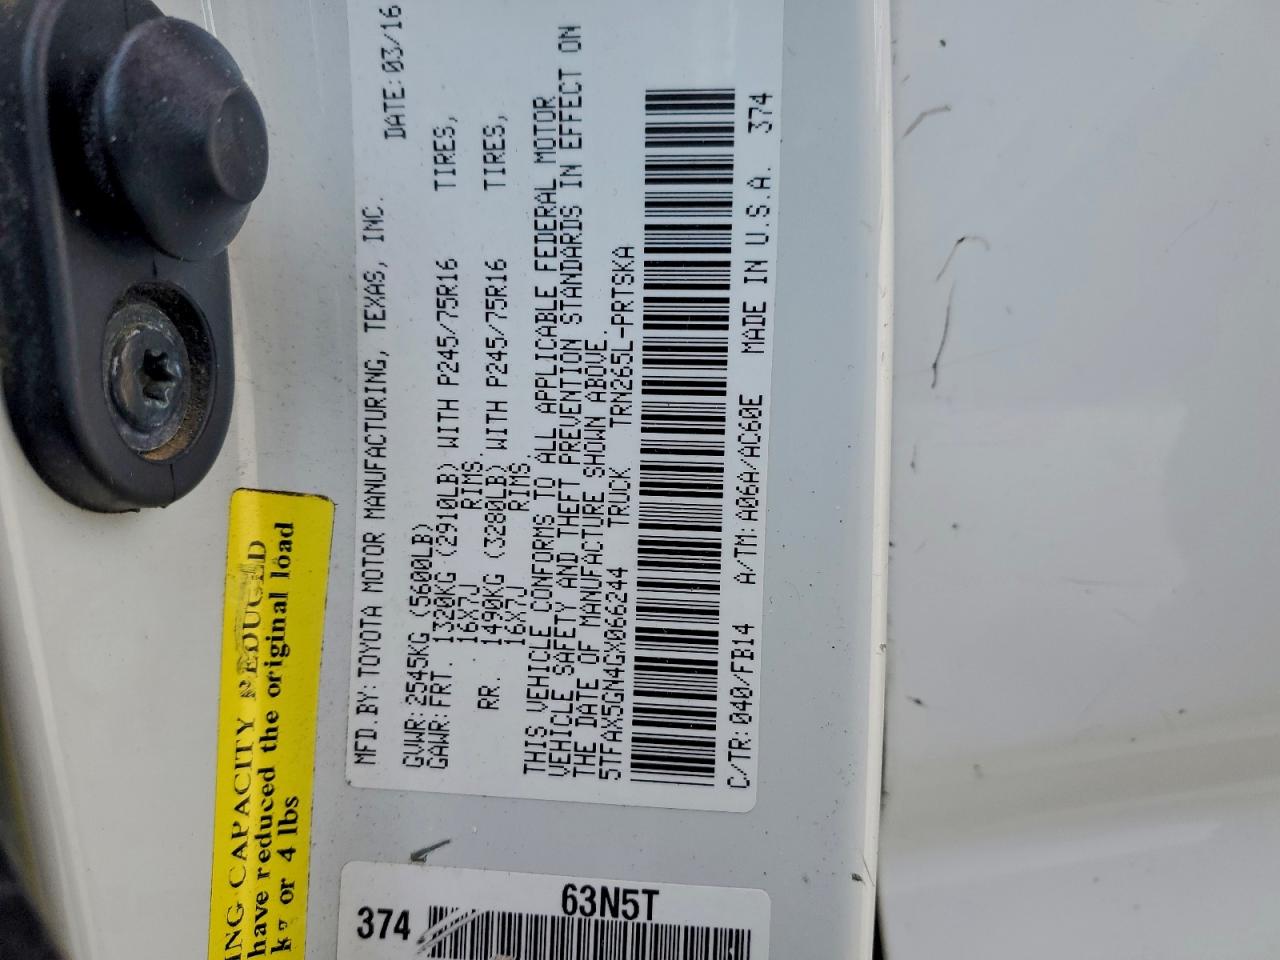 MFD.BY:TOYOTA MOTOR MANUFACTURING, TEXAS, INC.
DATE:03/16
GVWR:2545KG (5600LB)
GAWR:FRT. 1320KG (2910LB) WITH P245/75R16 TIRES,
16X7J RIMS.
RR. 1490KG (3280LB) WITH P245/75R16 TIRES,
16X7J RIMS.
THIS VEHICLE CONFORMS TO ALL APPLICABLE FEDERAL MOTOR
VEHICLE SAFETY AND THEFT PREVENTION STANDARDS IN EFFECT ON
THE DATE OF MANUFACTURE SHOWN ABOVE.
5TFAX5GN4GX066244 TRUCK TRN265L-PRTSKA
C/TR:040/FB14 A/TM:A06A/AC60E MADE IN U.S.A. 374
ING CAPACITY REDUCED
have reduced the original load
kg or 4 lbs
374
63N5T